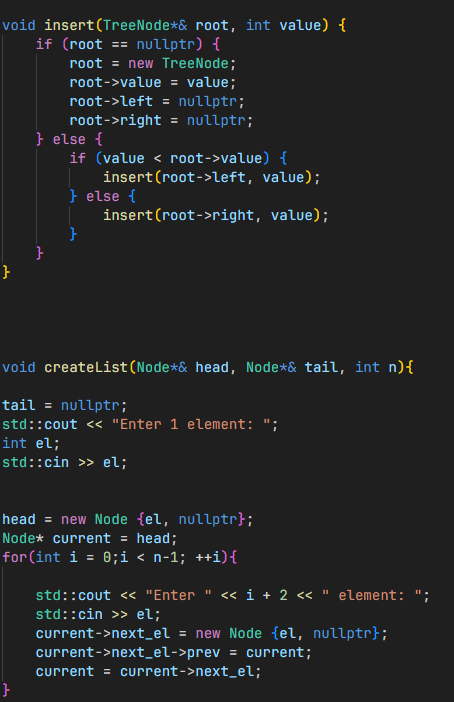 void insert(TreeNode*& root, int value) {
    if (root == nullptr) {
        root = new TreeNode;
        root->value = value;
        root->left = nullptr;
        root->right = nullptr;
    } else {
        if (value < root->value) {
            insert(root->left, value);
        } else {
            insert(root->right, value);
        }
    }
}
void createList(Node*& head, Node*& tail, int n){
tail = nullptr;
std::cout << "Enter 1 element: ";
int el;
std::cin >> el;
head = new Node {el, nullptr};
Node* current = head;
for(int i = 0;i < n-1; ++i){
    std::cout << "Enter " << i + 2 << " element: ";
    std::cin >> el;
    current->next_el = new Node {el, nullptr};
    current->next_el->prev = current;
    current = current->next_el;
}